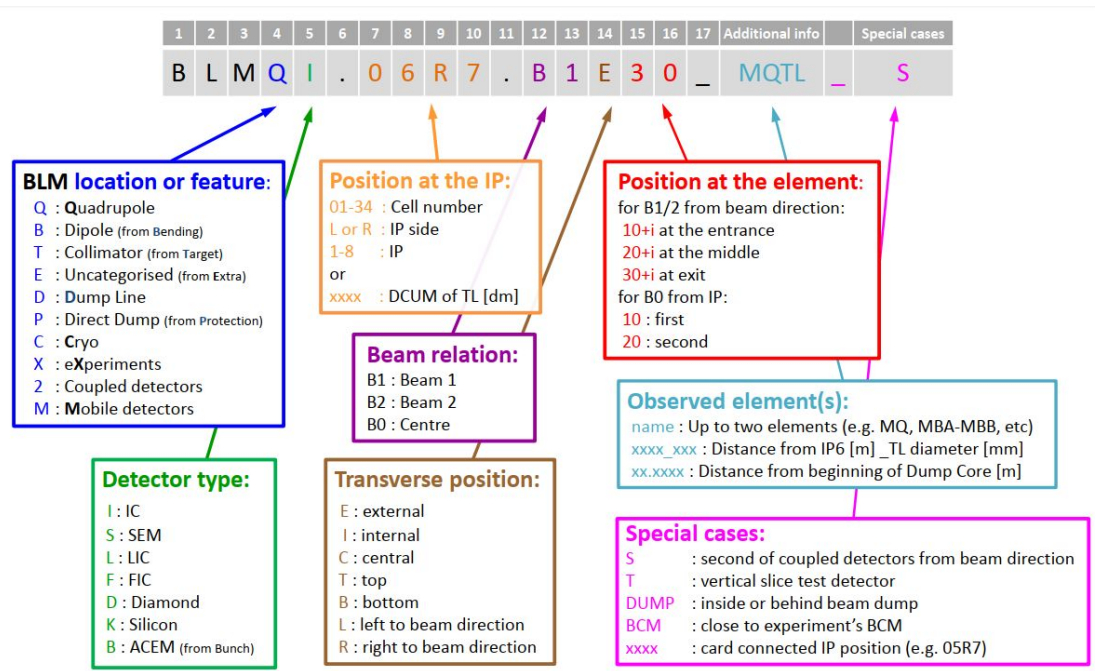 1 2 3 4 5 6 7 8 9 10 11 12 13 14 15 16 17 Additional info Special cases
B L M Q I . 0 6 R 7 . B 1 E 3 0 _ MQTL _ S
BLM location or feature:
Q : Quadrupole
B : Dipole (from Bending)
T : Collimator (from Target)
E : Uncategorised (from Extra)
D : Dump Line
P : Direct Dump (from Protection)
C : Cryo
X : eXperiments
2 : Coupled detectors
M : Mobile detectors
Position at the IP:
01-34 : Cell number
L or R : IP side
1-8 : IP
or
xxxx : DCUM of TL [dm]
Position at the element:
for B1/2 from beam direction:
10+i at the entrance
20+i at the middle
30+i at exit
for B0 from IP:
10 : first
20 : second
Beam relation:
B1 : Beam 1
B2 : Beam 2
B0 : Centre
Observed element(s):
name : Up to two elements (e.g. MQ, MBA-MBB, etc)
xxxx_xxx : Distance from IP6 [m] _TL diameter [mm]
xx.xxxx : Distance from beginning of Dump Core [m]
Detector type:
I : IC
S : SEM
L : LIC
F : FIC
D : Diamond
K : Silicon
B : ACEM (from Bunch)
Transverse position:
E : external
I : internal
C : central
T : top
B : bottom
L : left to beam direction
R : right to beam direction
Special cases:
S : second of coupled detectors from beam direction
T : vertical slice test detector
DUMP : inside or behind beam dump
BCM : close to experiment's BCM
xxxx : card connected IP position (e.g. 05R7)